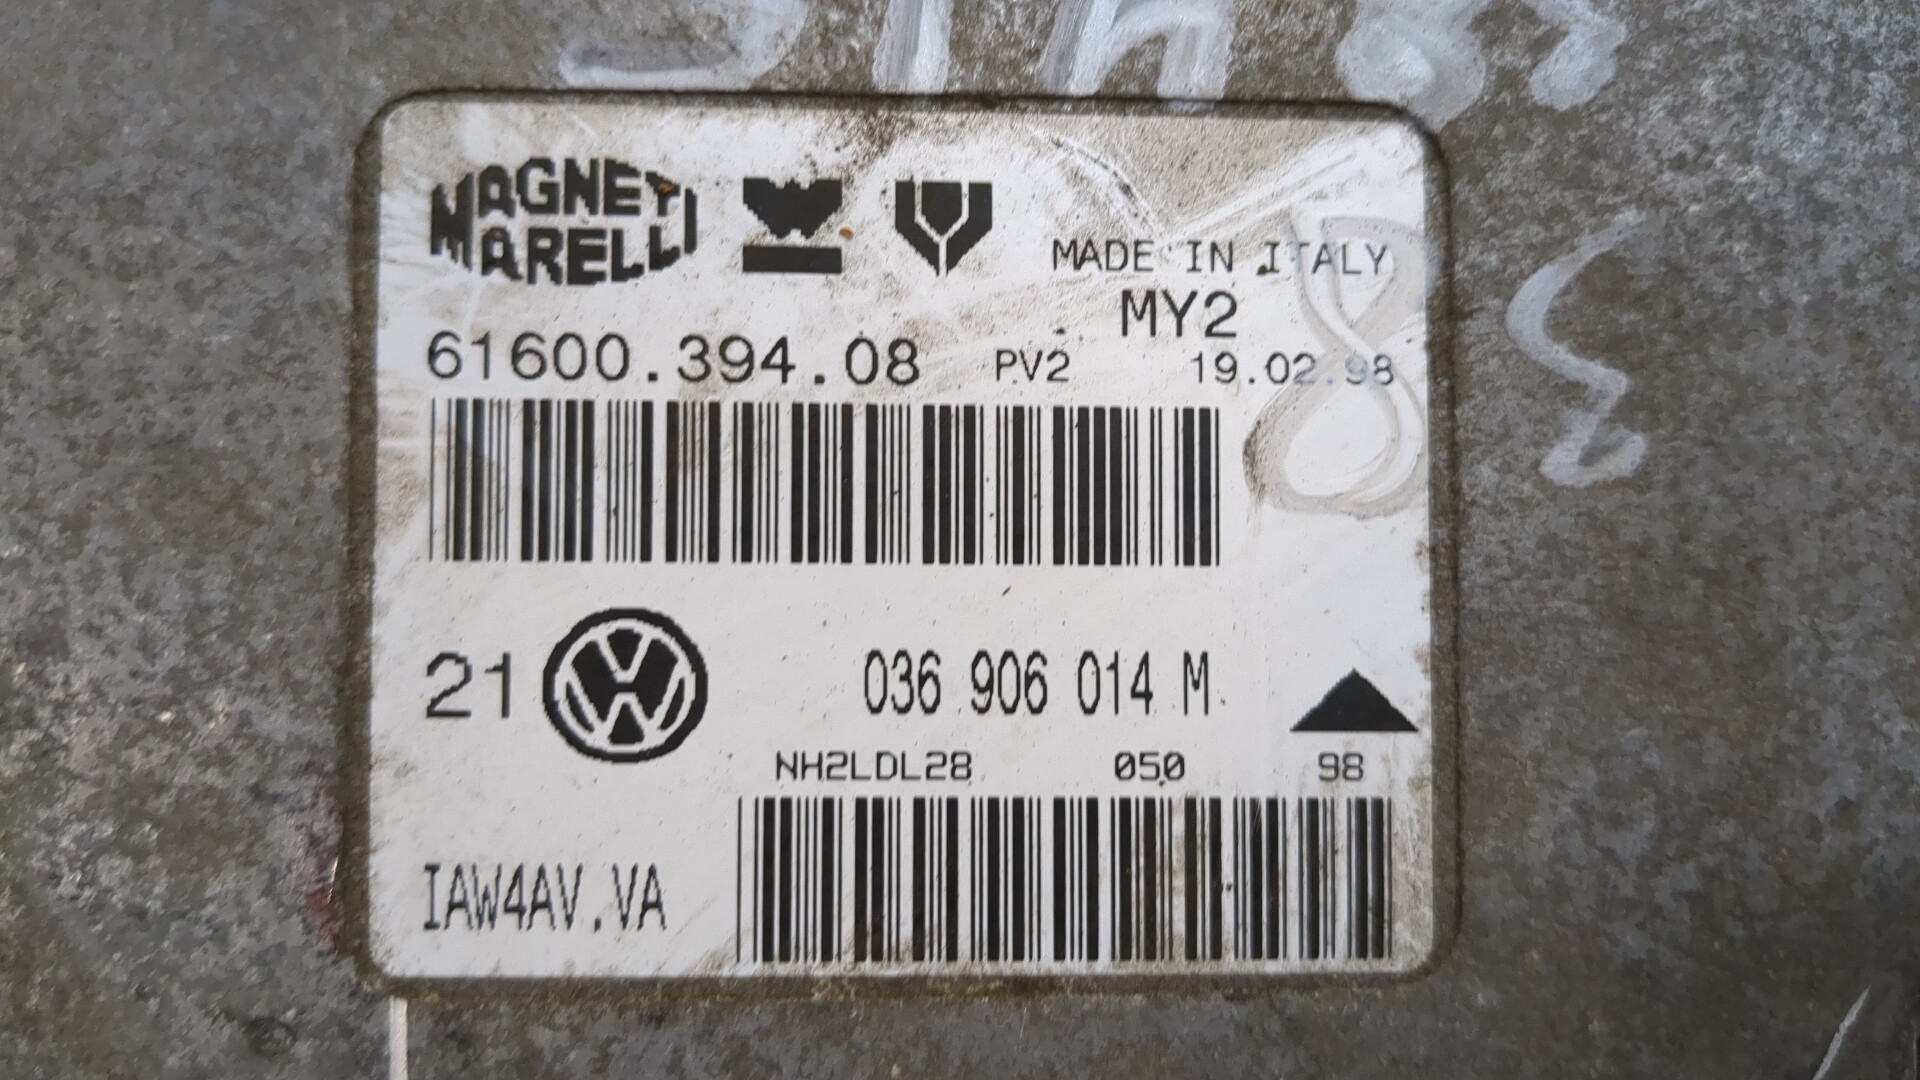 MAGNETI
MARELLI
MADE IN ITALY
MY2
61600.394.08 PV2 19.02.98
8
21 036 906 014 M
NH2LDL28 050 98
IAW4AV.VA